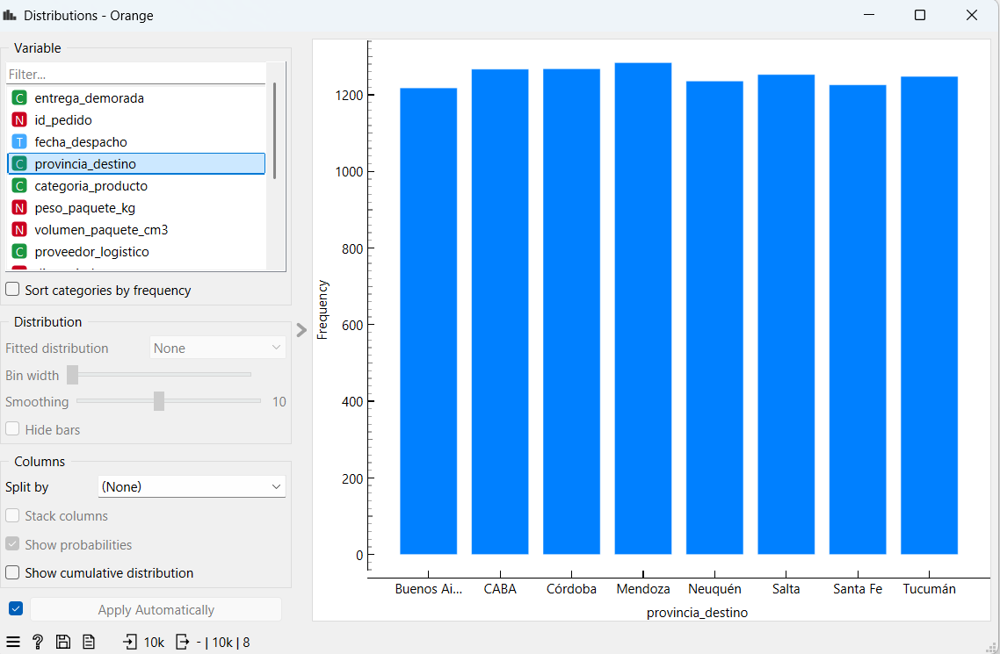 Distributions - Orange
Variable
Filter...
C entrega_demorada
N id_pedido
T fecha_despacho
C provincia_destino
C categoria_producto
N peso_paquete_kg
N volumen_paquete_cm3
C proveedor_logistico
Sort categories by frequency
Distribution
Fitted distribution None
Bin width
Smoothing 10
Hide bars
Columns
Split by (None)
Stack columns
Show probabilities
Show cumulative distribution
Apply Automatically
? 10k - | 10k | 8
Frequency
1200
1000
800
600
400
200
0
Buenos Ai... CABA Córdoba Mendoza Neuquén Salta Santa Fe Tucumán
provincia_destino